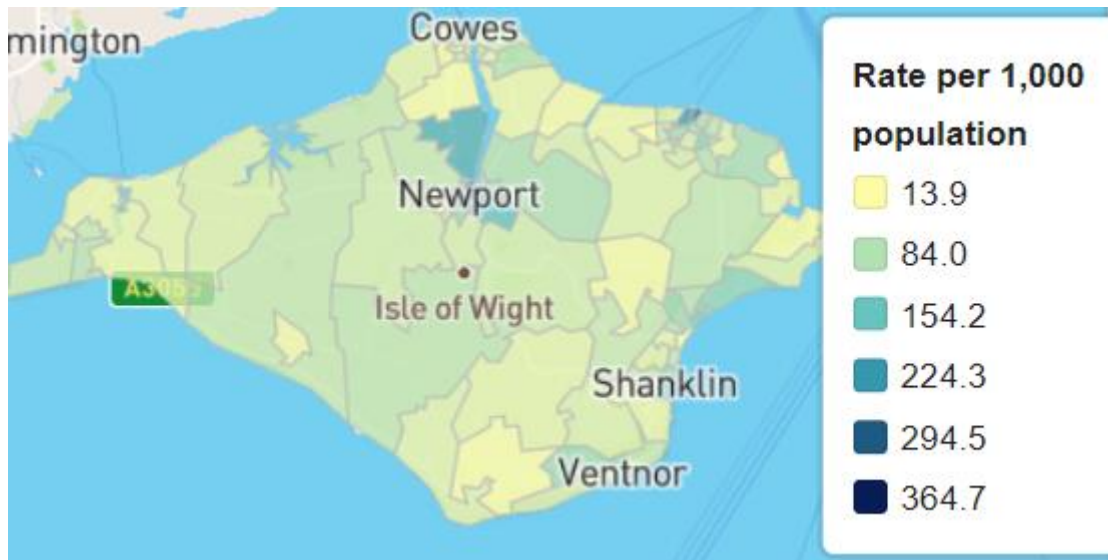 mington
Cowes
Newport
A3055
Isle of Wight
Shanklin
Ventnor
Rate per 1,000
population
13.9
84.0
154.2
224.3
294.5
364.7